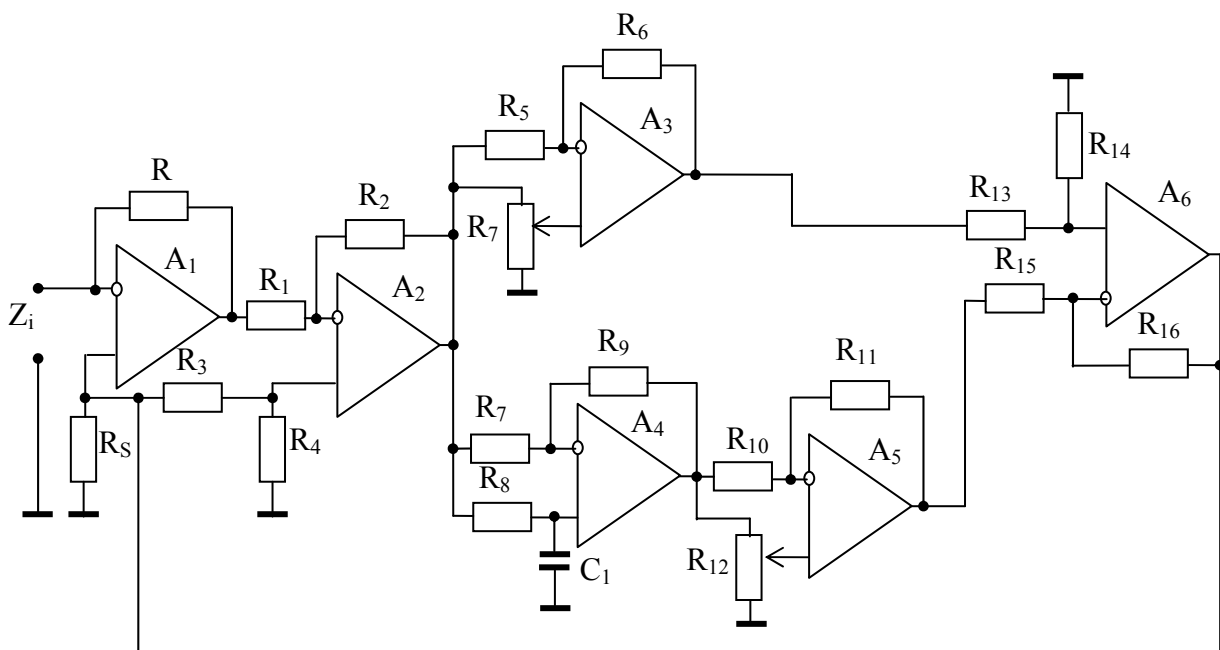 R₆
R₅
A₃
R₁₄
R
R₂
R₇
R₁₃
A₆
A₁
R₁
A₂
R₁₅
Zᵢ
R₃
R₉
R₁₁
R₁₆
R_S
R₄
R₇
A₄
R₁₀
A₅
R₈
R₁₂
C₁